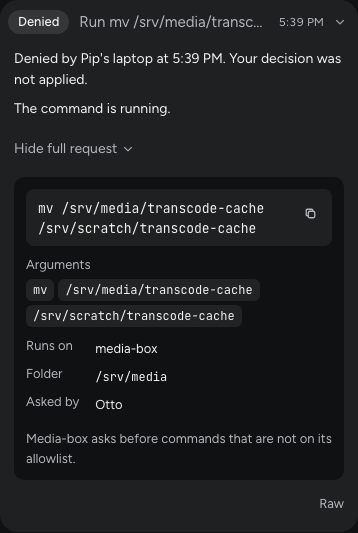 Denied Run mv /srv/media/transc... 5:39 PM
Denied by Pip's laptop at 5:39 PM. Your decision was
not applied.
The command is running.
Hide full request
mv /srv/media/transcode-cache
/srv/scratch/transcode-cache
Arguments
mv /srv/media/transcode-cache
/srv/scratch/transcode-cache
Runs on media-box
Folder /srv/media
Asked by Otto
Media-box asks before commands that are not on its
allowlist.
Raw